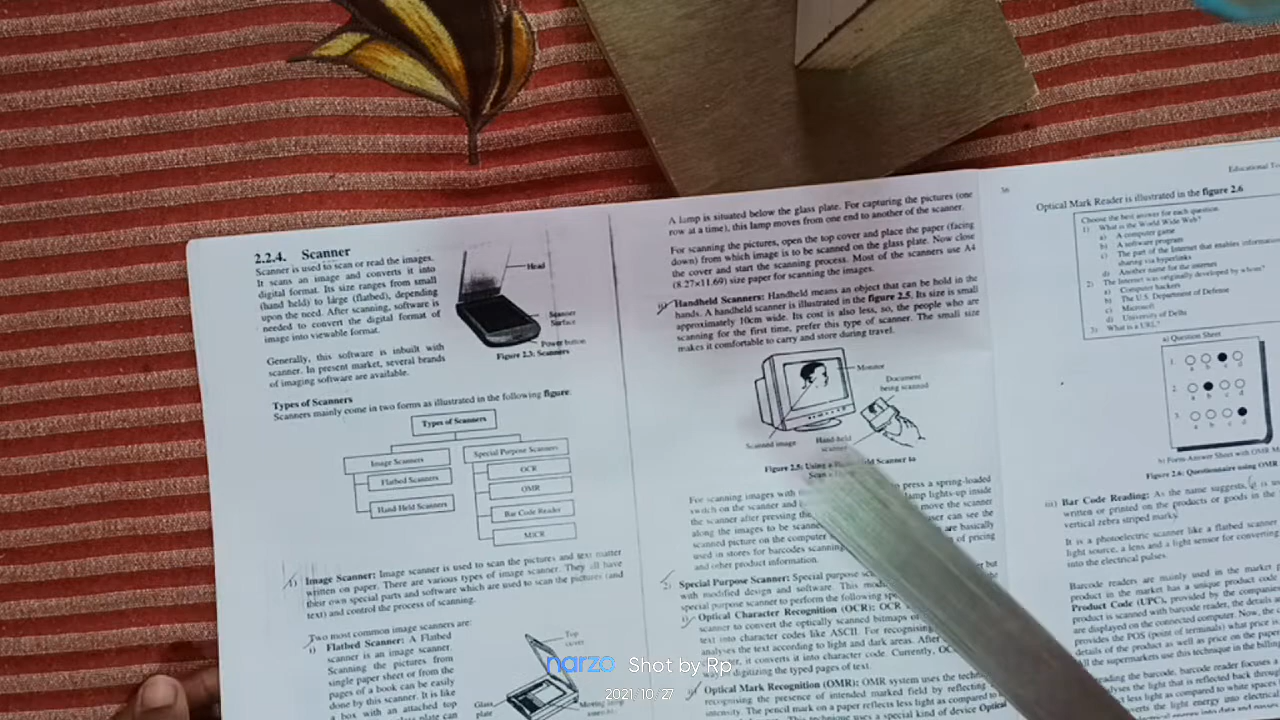 2.2.4. Scanner
Scanner is used to scan or read the images.
It scans an image and converts it into
digital format. Its size ranges from small
(hand held) to large (flatbed), depending
upon the need. After scanning, software is
needed to convert the digital format of
image into viewable format.
Head
Scanner
Surface
Power button
Figure 2.3: Scanners
Generally, this software is inbuilt with
scanner. In present market, several brands
of imaging software are available.
Types of Scanners
Scanners mainly come in two forms as illustrated in the following figure.
Types of Scanners
Image Scanners
Special Purpose Scanners
Flatbed Scanners
OCR
OMR
Hand Held Scanners
Bar Code Reader
MICR
Image Scanner: Image scanner is used to scan the pictures and text matter
written on paper. There are various types of image scanner. They all have
their own special parts and software which are used to scan the pictures (and
text) and control the process of scanning.
Two most common image scanners are:
i) Flatbed Scanner: A Flatbed
scanner is an image scanner.
Scanning the pictures from
single paper sheet or from the
pages of a book can be easily
done by this scanner. It is like
a box with an attached top
plate can
Top
cover
Glass
plate
Moving lamp
A lamp is situated below the glass plate. For capturing the pictures (one
row at a time), this lamp moves from one end to another of the scanner.
For scanning the pictures, open the top cover and place the paper (facing
down) from which image is to be scanned on the glass plate. Now close
the cover and start the scanning process. Most of the scanners use A4
(8.27×11.69) size paper for scanning the images.
Handheld Scanners: Handheld means an object that can be held in the
hands. A handheld scanner is illustrated in the figure 2.5. Its size is small
approximately 10cm wide. Its cost is also less, so, the people who are
scanning for the first time, prefer this type of scanner. The small size
makes it comfortable to carry and store during travel.
Monitor
Document
being scanned
Scanned image
Hand-held
scanner
Figure 2.5: Using a Scanner to
Scan
For scanning images with press a spring-loaded
switch on the scanner and lamp lights-up inside
the scanner after pressing the move the scanner
along the images to be scanned user can see the
scanned picture on the computer are basically
used in stores for barcodes scanning of pricing
and other product information.
2) Special Purpose Scanner: Special purpose but
with modified design and software. This
special purpose scanner to perform the following
i) Optical Character Recognition (OCR): OCR
scanner to convert the optically scanned bitmaps of
text into character codes like ASCII. For recognising
analyses the text according to light and dark areas. After
it converts it into character code. Currently,
digitizing the typed pages of text.
Optical Mark Recognition (OMR): OMR system uses the
recognising the presence of intended marked field by reflecting
intensity. The pencil mark on a paper reflects less light as compared to
This technique uses a special kind of device Optical
56
Educational
Optical Mark Reader is illustrated in the figure 2.6
Choose the best answer for each question
1) What is the World Wide Web?
a) A computer game
b) A software program
c) The part of the Internet that enables
sharing via hyperlinks
d) Another name for the internet
2) The Internet was originally developed by whom?
a) Computer hackers
b) The U.S. Department of Defense
c) Microsoft
d) University of Delhi
3) What is a URL?
a) Question Sheet
a b c d
1.
a b c d
2.
a b c d
3.
b) Form-Answer Sheet with OMR
Figure 2.6: Questionnaire using OMR
iii) Bar Code Reading: As the name suggests, is
written or printed on the products or goods in the
vertical zebra striped marks.
It is a photoelectric scanner like a flatbed scanner
light source, a lens and a light sensor for converting
into the electrical pulses.
Barcode readers are mainly used in the market
market has a unique product code
Product Code (UPC), provided by the
product is scanned with barcode reader, the details
are displayed on the connected computer. Now, the
provides the POS (point of terminals) what price is
details of the product as well as price on the paper
All the supermarkets use this technique in the billing
reading the barcode, barcode reader focuses
analyses the light that is reflected back
less light as compared to white spaces
converts the light energy into electrical
narzo Shot by Rp
2021.10.27